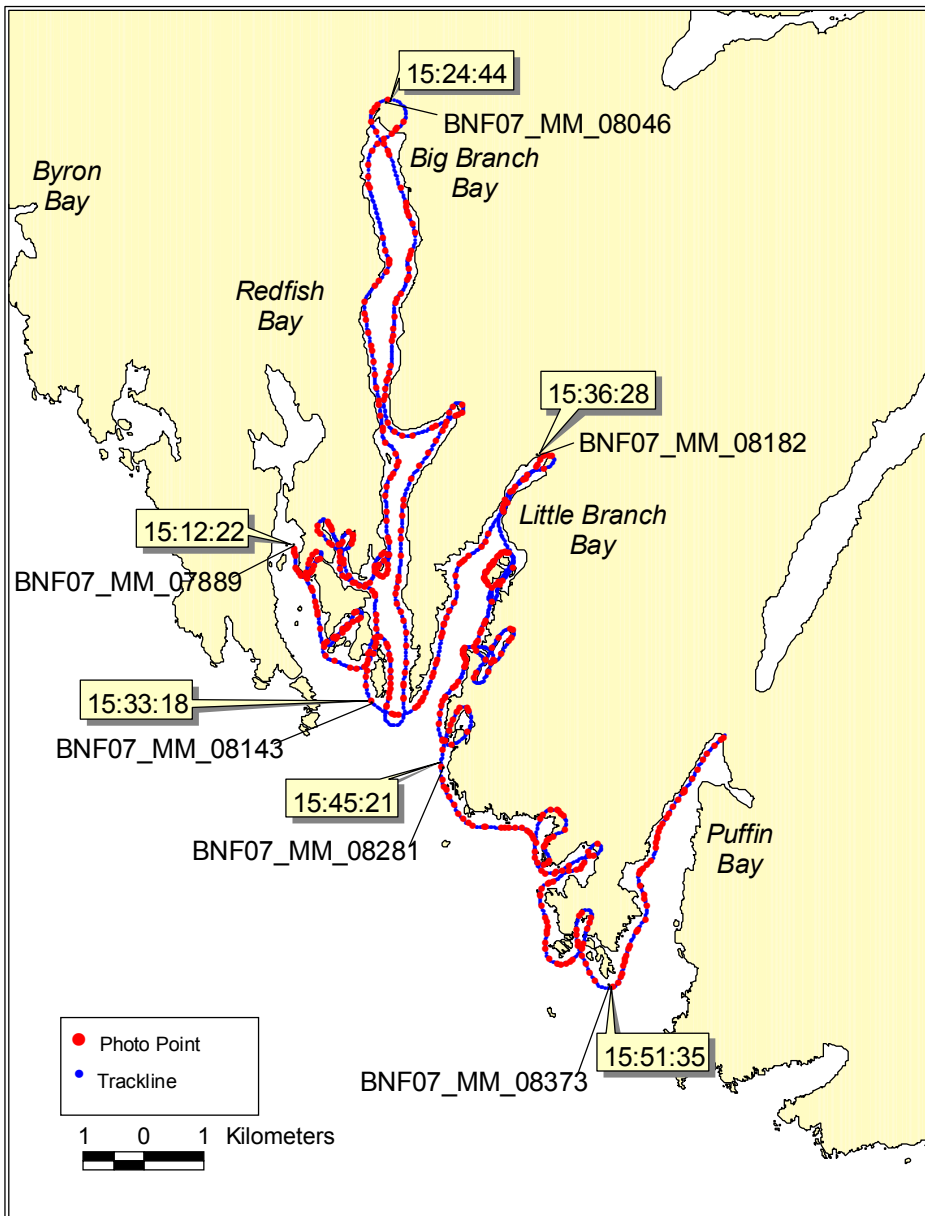 15:24:44
BNF07_MM_08046
Big Branch
Bay
Byron
Bay
Redfish
Bay
15:36:28
BNF07_MM_08182
Little Branch
Bay
15:12:22
BNF07_MM_07889
15:33:18
BNF07_MM_08143
15:45:21
BNF07_MM_08281
Puffin
Bay
15:51:35
BNF07_MM_08373
Photo Point
Trackline
1 0 1 Kilometers